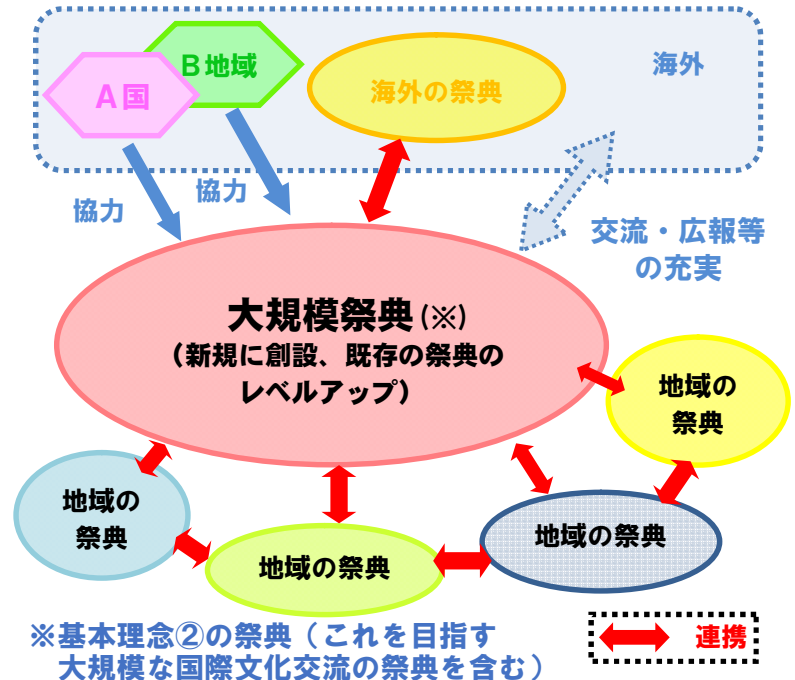 B地域
A国
海外の祭典
海外
協力
協力
交流・広報等
の充実
大規模祭典(※)
(新規に創設、既存の祭典の
レベルアップ)
地域の
祭典
地域の
祭典
地域の祭典
地域の祭典
※基本理念②の祭典(これを目指す
大規模な国際文化交流の祭典を含む)
連携